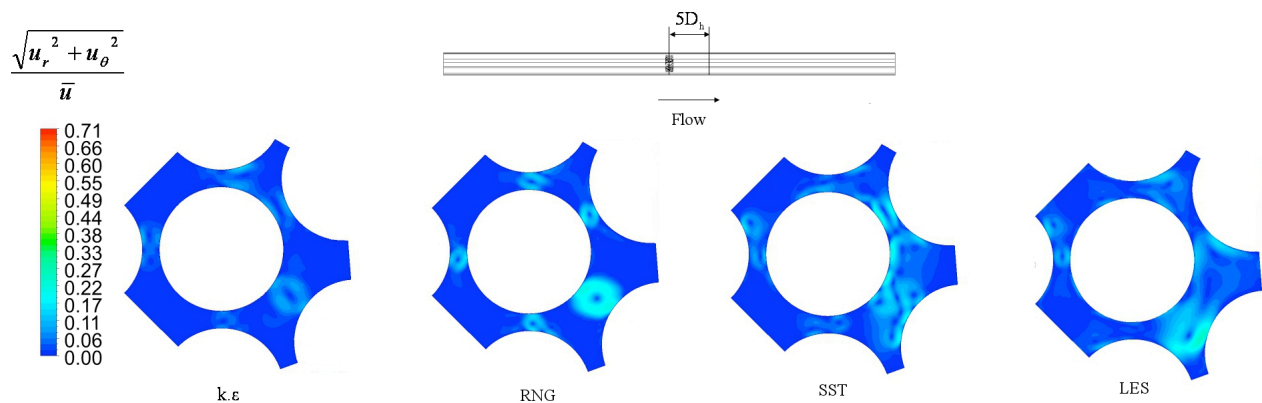 5D_h
√(u_r² + u_θ²) / ū
Flow
0.71
0.66
0.60
0.55
0.49
0.44
0.38
0.33
0.27
0.22
0.17
0.11
0.06
0.00
k.ε
RNG
SST
LES